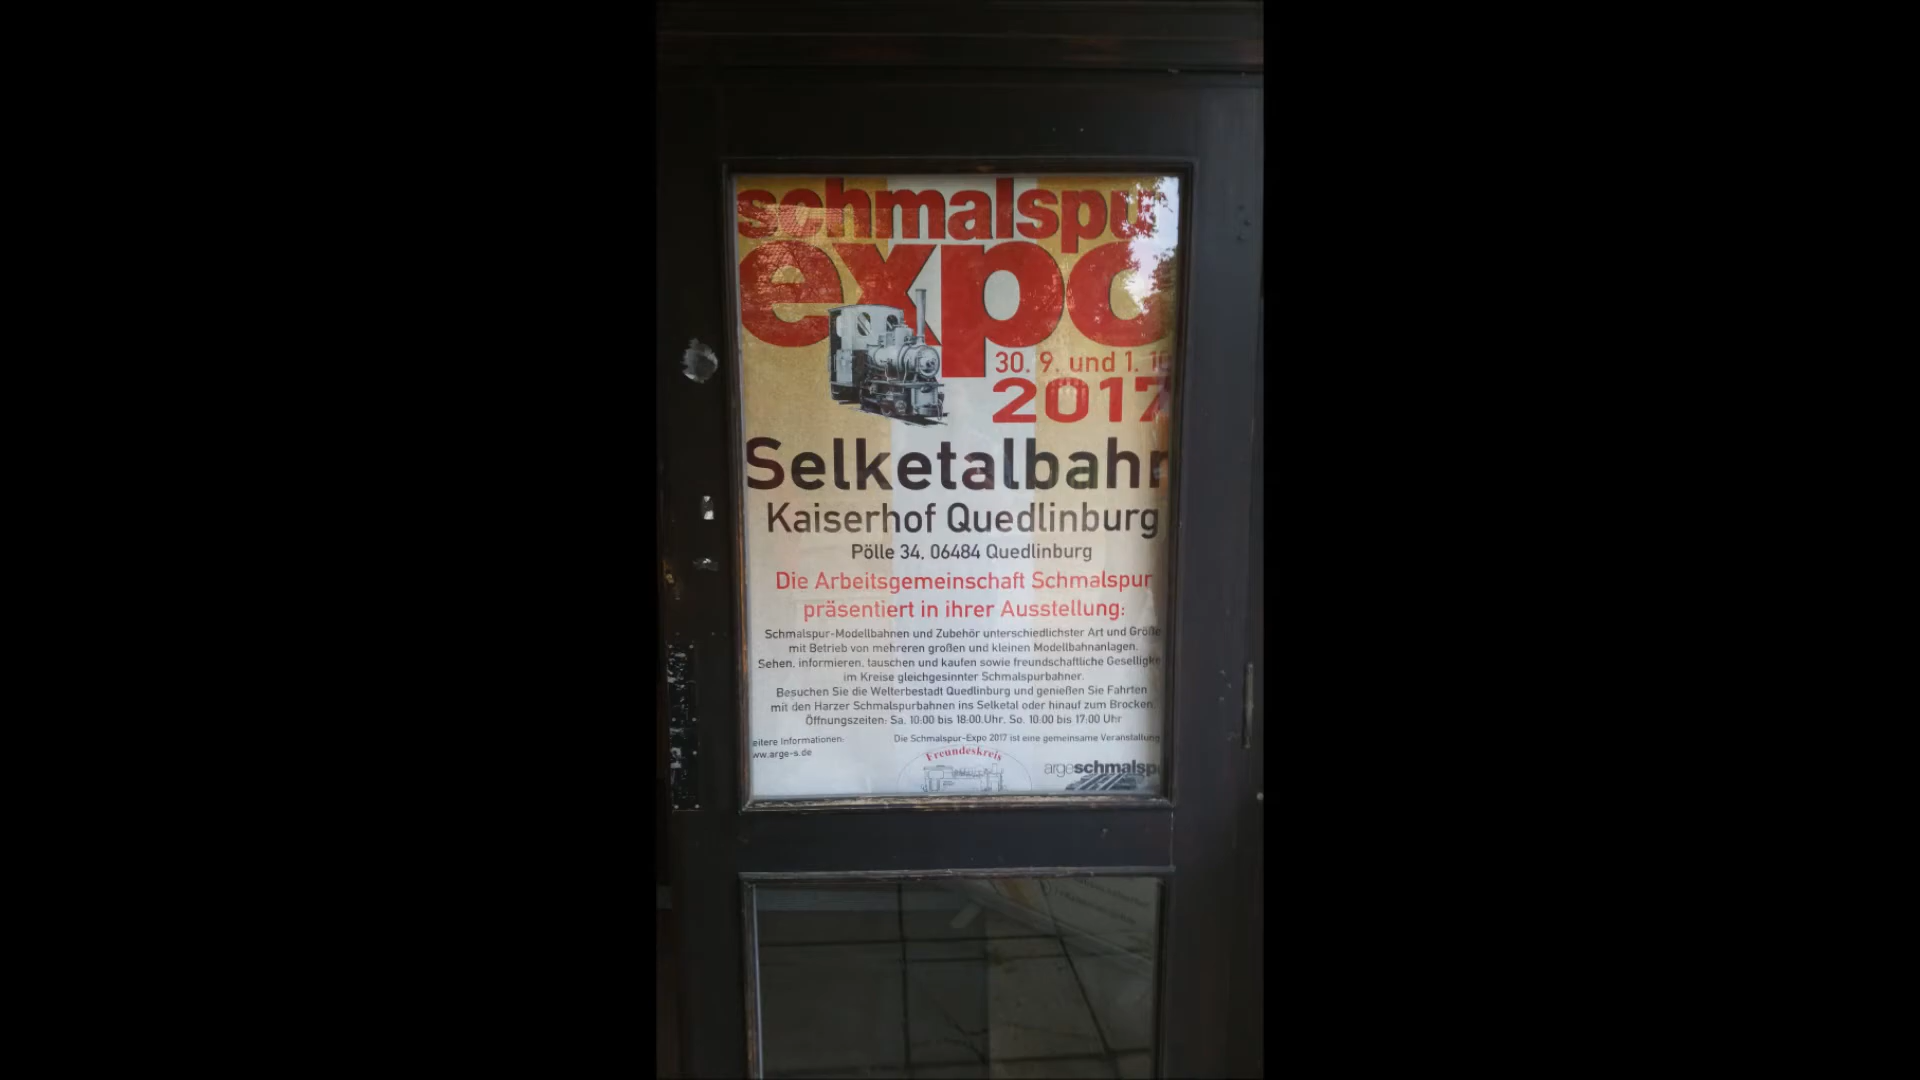 schmalspur
expo
30. 9. und 1. 10
2017
Selketalbahn
Kaiserhof Quedlinburg
Pölle 34, 06484 Quedlinburg
Die Arbeitsgemeinschaft Schmalspur
präsentiert in ihrer Ausstellung:
Schmalspur-Modellbahnen und Zubehör unterschiedlichster Art und Größe
mit Betrieb von mehreren großen und kleinen Modellbahnanlagen.
Sehen, informieren, tauschen und kaufen sowie freundschaftliche Geselligke
im Kreise gleichgesinnter Schmalspurbahner.
Besuchen Sie die Welterbestadt Quedlinburg und genießen Sie Fahrten
mit den Harzer Schmalspurbahnen ins Selketal oder hinauf zum Brocken.
Öffnungszeiten: Sa. 10:00 bis 18:00 Uhr, So. 10:00 bis 17:00 Uhr
eitere Informationen:
ww.arge-s.de
Die Schmalspur-Expo 2017 ist eine gemeinsame Veranstaltung
Freundeskreis
argeschmalspu